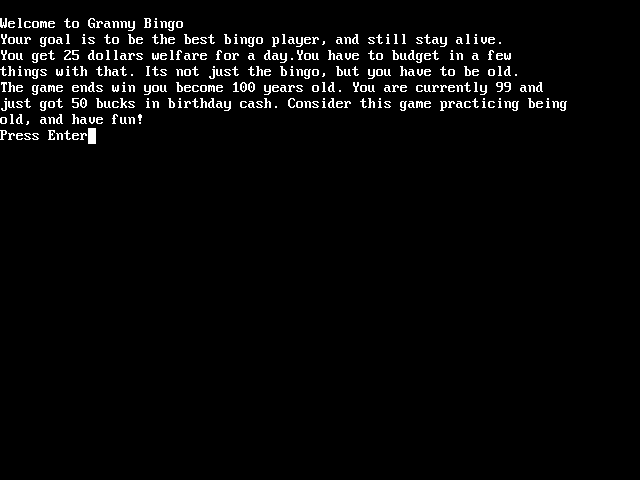 Welcome to Granny Bingo
Your goal is to be the best bingo player, and still stay alive.
You get 25 dollars welfare for a day.You have to budget in a few
things with that. Its not just the bingo, but you have to be old.
The game ends win you become 100 years old. You are currently 99 and
just got 50 bucks in birthday cash. Consider this game practicing being
old, and have fun!
Press Enter